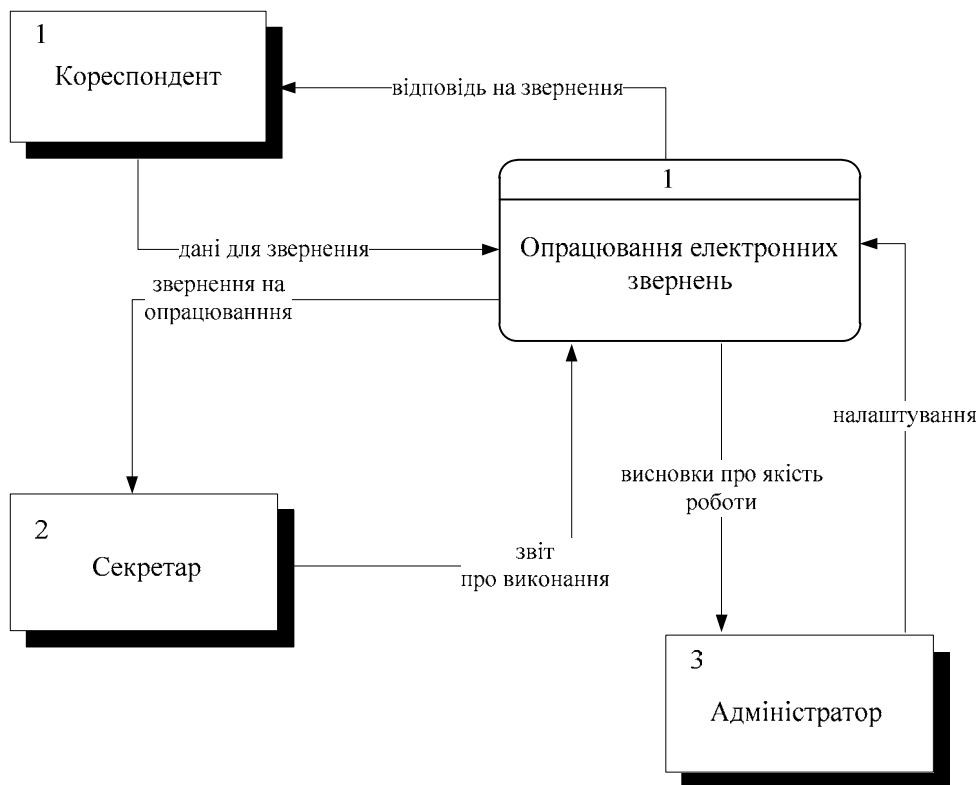 1
Кореспондент
відповідь на звернення
1
Опрацювання електронних
звернень
дані для звернення
звернення на
опрацюванння
налаштування
висновки про якість
роботи
2
Секретар
звіт
про виконання
3
Адміністратор